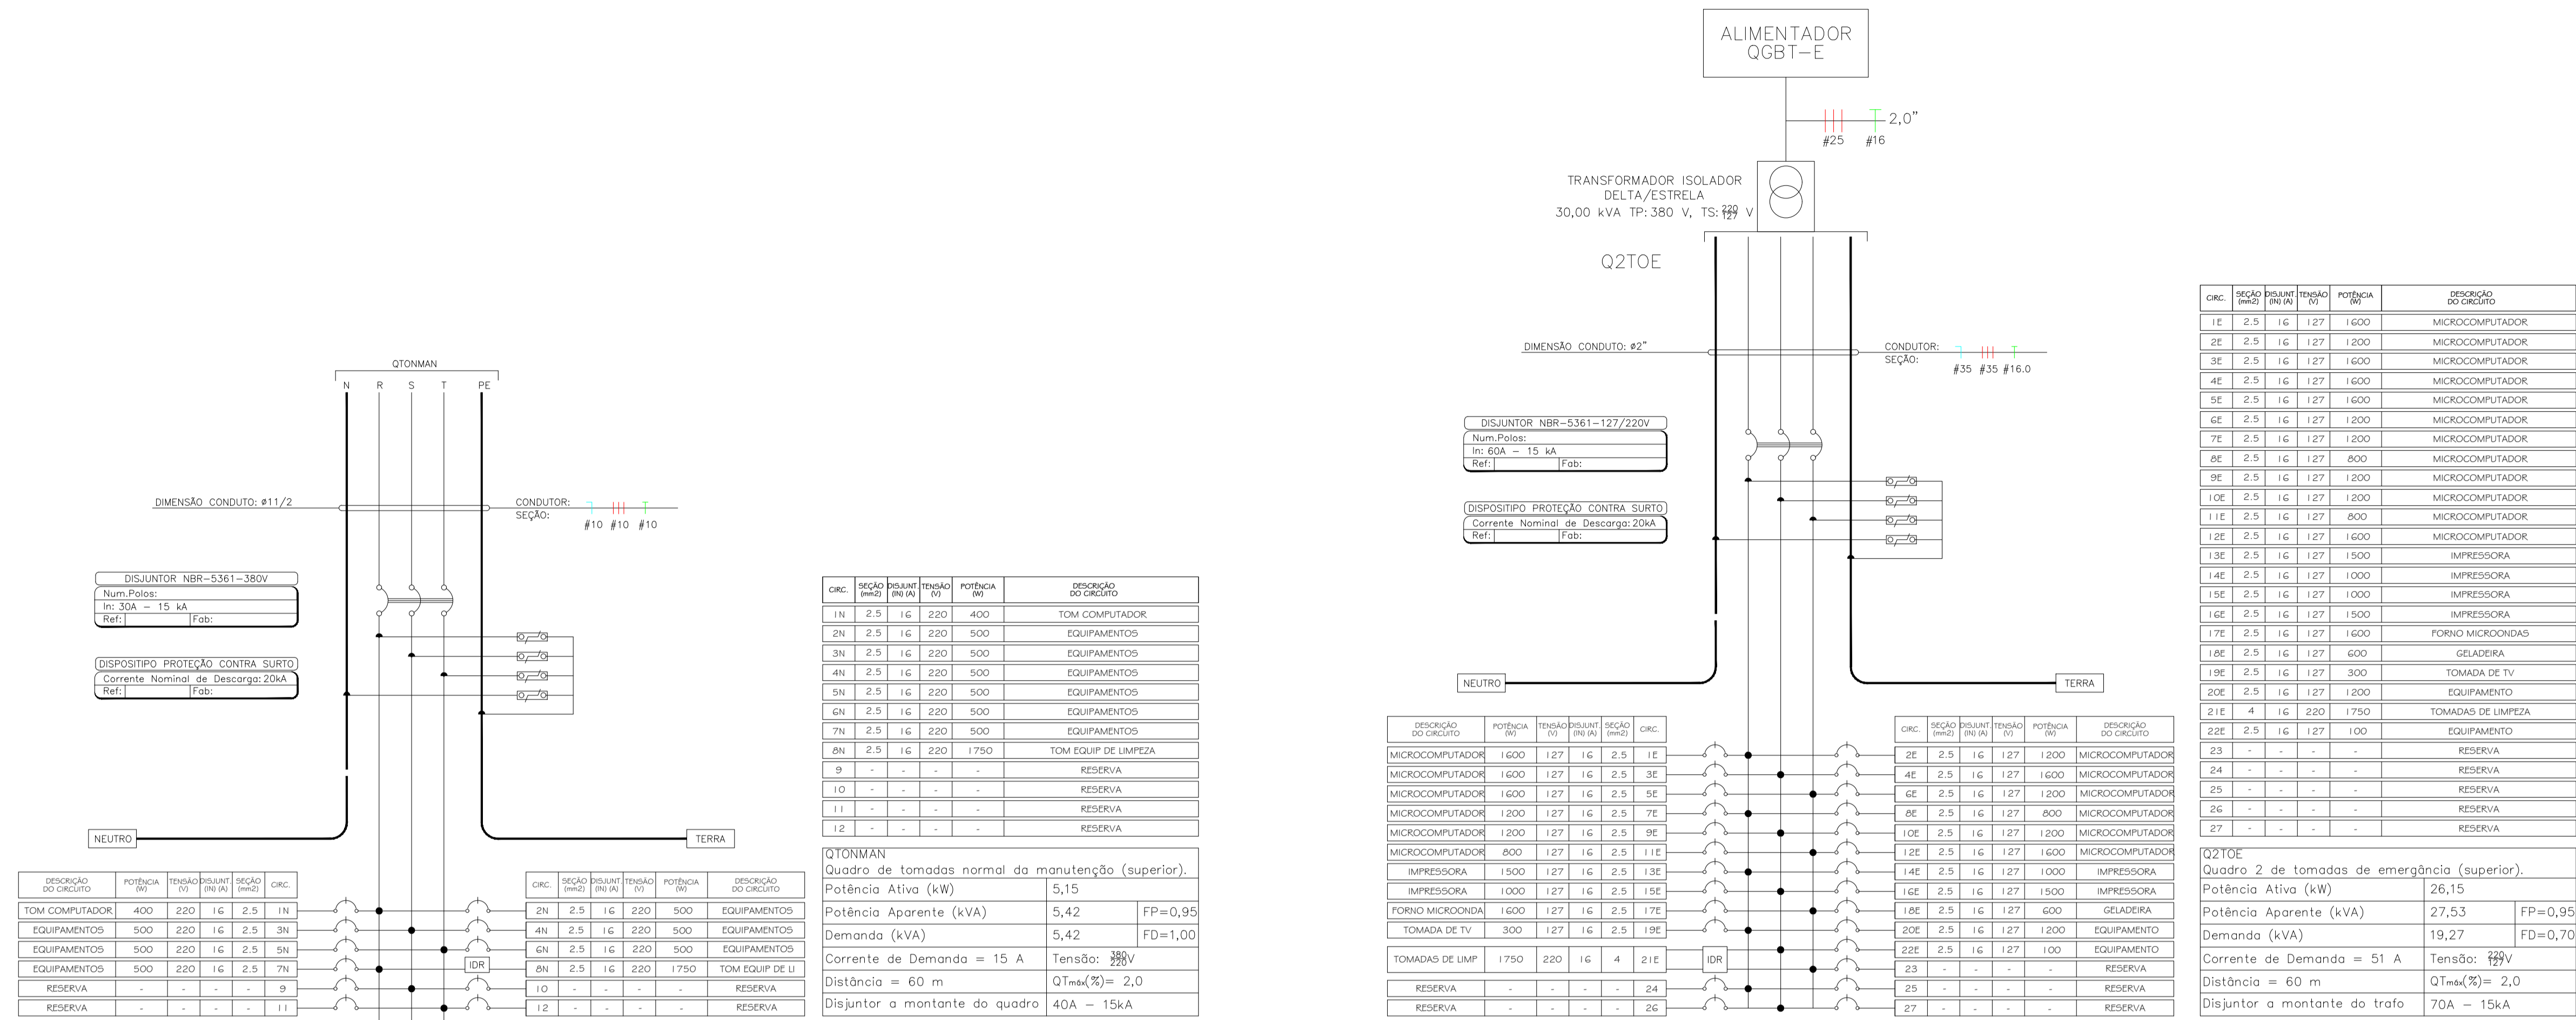 QTONMAN
N R S T PE
DIMENSÃO CONDUTO: ø11/2
CONDUTOR:
SEÇÃO:
#10 #10 #10
DISJUNTOR NBR-5361-380V
Num.Polos:
In: 30A - 15 kA
Ref: Fab:
DISPOSITIPO PROTEÇÃO CONTRA SURTO
Corrente Nominal de Descarga: 20kA
Ref: Fab:
NEUTRO
TERRA
DESCRIÇÃO DO CIRCUITO POTÊNCIA (W) TENSÃO (V) DISJUNT. (IN) (A) SEÇÃO (mm2) CIRC.
TOM COMPUTADOR 400 220 16 2.5 1N
EQUIPAMENTOS 500 220 16 2.5 3N
EQUIPAMENTOS 500 220 16 2.5 5N
EQUIPAMENTOS 500 220 16 2.5 7N
RESERVA - - - - 9
RESERVA - - - - 11
IDR
CIRC. SEÇÃO (mm2) DISJUNT. (IN) (A) TENSÃO (V) POTÊNCIA (W) DESCRIÇÃO DO CIRCUITO
2N 2.5 16 220 500 EQUIPAMENTOS
4N 2.5 16 220 500 EQUIPAMENTOS
6N 2.5 16 220 500 EQUIPAMENTOS
8N 2.5 16 220 1750 TOM EQUIP DE LI
10 - - - - RESERVA
12 - - - - RESERVA
CIRC. SEÇÃO (mm2) DISJUNT. (IN) (A) TENSÃO (V) POTÊNCIA (W) DESCRIÇÃO DO CIRCUITO
1N 2.5 16 220 400 TOM COMPUTADOR
2N 2.5 16 220 500 EQUIPAMENTOS
3N 2.5 16 220 500 EQUIPAMENTOS
4N 2.5 16 220 500 EQUIPAMENTOS
5N 2.5 16 220 500 EQUIPAMENTOS
6N 2.5 16 220 500 EQUIPAMENTOS
7N 2.5 16 220 500 EQUIPAMENTOS
8N 2.5 16 220 1750 TOM EQUIP DE LIMPEZA
9 - - - - RESERVA
10 - - - - RESERVA
11 - - - - RESERVA
12 - - - - RESERVA
QTONMAN
Quadro de tomadas normal da manutenção (superior).
Potência Ativa (kW) 5,15
Potência Aparente (kVA) 5,42 FP=0,95
Demanda (kVA) 5,42 FD=1,00
Corrente de Demanda = 15 A Tensão: 380/220V
Distância = 60 m QTmáx(%)= 2,0
Disjuntor a montante do quadro 40A - 15kA
ALIMENTADOR
QGBT-E
2,0"
#25 #16
TRANSFORMADOR ISOLADOR
DELTA/ESTRELA
30,00 kVA TP: 380 V, TS: 220/127 V
Q2TOE
DIMENSÃO CONDUTO: ø2"
CONDUTOR:
SEÇÃO:
#35 #35 #16.0
DISJUNTOR NBR-5361-127/220V
Num.Polos:
In: 60A - 15 kA
Ref: Fab:
DISPOSITIPO PROTEÇÃO CONTRA SURTO
Corrente Nominal de Descarga: 20kA
Ref: Fab:
NEUTRO
TERRA
DESCRIÇÃO DO CIRCUITO POTÊNCIA (W) TENSÃO (V) DISJUNT. (IN) (A) SEÇÃO (mm2) CIRC.
MICROCOMPUTADOR 1600 127 16 2.5 1E
MICROCOMPUTADOR 1600 127 16 2.5 3E
MICROCOMPUTADOR 1600 127 16 2.5 5E
MICROCOMPUTADOR 1200 127 16 2.5 7E
MICROCOMPUTADOR 1200 127 16 2.5 9E
MICROCOMPUTADOR 800 127 16 2.5 11E
IMPRESSORA 1500 127 16 2.5 13E
IMPRESSORA 1000 127 16 2.5 15E
FORNO MICROONDA 1600 127 16 2.5 17E
TOMADA DE TV 300 127 16 2.5 19E
TOMADAS DE LIMP 1750 220 16 4 21E
RESERVA - - - - 24
RESERVA - - - - 26
IDR
CIRC. SEÇÃO (mm2) DISJUNT. (IN) (A) TENSÃO (V) POTÊNCIA (W) DESCRIÇÃO DO CIRCUITO
2E 2.5 16 127 1200 MICROCOMPUTADOR
4E 2.5 16 127 1600 MICROCOMPUTADOR
6E 2.5 16 127 1200 MICROCOMPUTADOR
8E 2.5 16 127 800 MICROCOMPUTADOR
10E 2.5 16 127 1200 MICROCOMPUTADOR
12E 2.5 16 127 1600 MICROCOMPUTADOR
14E 2.5 16 127 1000 IMPRESSORA
16E 2.5 16 127 1500 IMPRESSORA
18E 2.5 16 127 600 GELADEIRA
20E 2.5 16 127 1200 EQUIPAMENTO
22E 2.5 16 127 100 EQUIPAMENTO
23 - - - - RESERVA
25 - - - - RESERVA
27 - - - - RESERVA
CIRC. SEÇÃO (mm2) DISJUNT. (IN) (A) TENSÃO (V) POTÊNCIA (W) DESCRIÇÃO DO CIRCUITO
1E 2.5 16 127 1600 MICROCOMPUTADOR
2E 2.5 16 127 1200 MICROCOMPUTADOR
3E 2.5 16 127 1600 MICROCOMPUTADOR
4E 2.5 16 127 1600 MICROCOMPUTADOR
5E 2.5 16 127 1600 MICROCOMPUTADOR
6E 2.5 16 127 1200 MICROCOMPUTADOR
7E 2.5 16 127 1200 MICROCOMPUTADOR
8E 2.5 16 127 800 MICROCOMPUTADOR
9E 2.5 16 127 1200 MICROCOMPUTADOR
10E 2.5 16 127 1200 MICROCOMPUTADOR
11E 2.5 16 127 800 MICROCOMPUTADOR
12E 2.5 16 127 1600 MICROCOMPUTADOR
13E 2.5 16 127 1500 IMPRESSORA
14E 2.5 16 127 1000 IMPRESSORA
15E 2.5 16 127 1000 IMPRESSORA
16E 2.5 16 127 1500 IMPRESSORA
17E 2.5 16 127 1600 FORNO MICROONDAS
18E 2.5 16 127 600 GELADEIRA
19E 2.5 16 127 300 TOMADA DE TV
20E 2.5 16 127 1200 EQUIPAMENTO
21E 4 16 220 1750 TOMADAS DE LIMPEZA
22E 2.5 16 127 100 EQUIPAMENTO
23 - - - - RESERVA
24 - - - - RESERVA
25 - - - - RESERVA
26 - - - - RESERVA
27 - - - - RESERVA
Q2TOE
Quadro 2 de tomadas de emergância (superior).
Potência Ativa (kW) 26,15
Potência Aparente (kVA) 27,53 FP=0,95
Demanda (kVA) 19,27 FD=0,70
Corrente de Demanda = 51 A Tensão: 220/127V
Distância = 60 m QTmáx(%)= 2,0
Disjuntor a montante do trafo 70A - 15kA